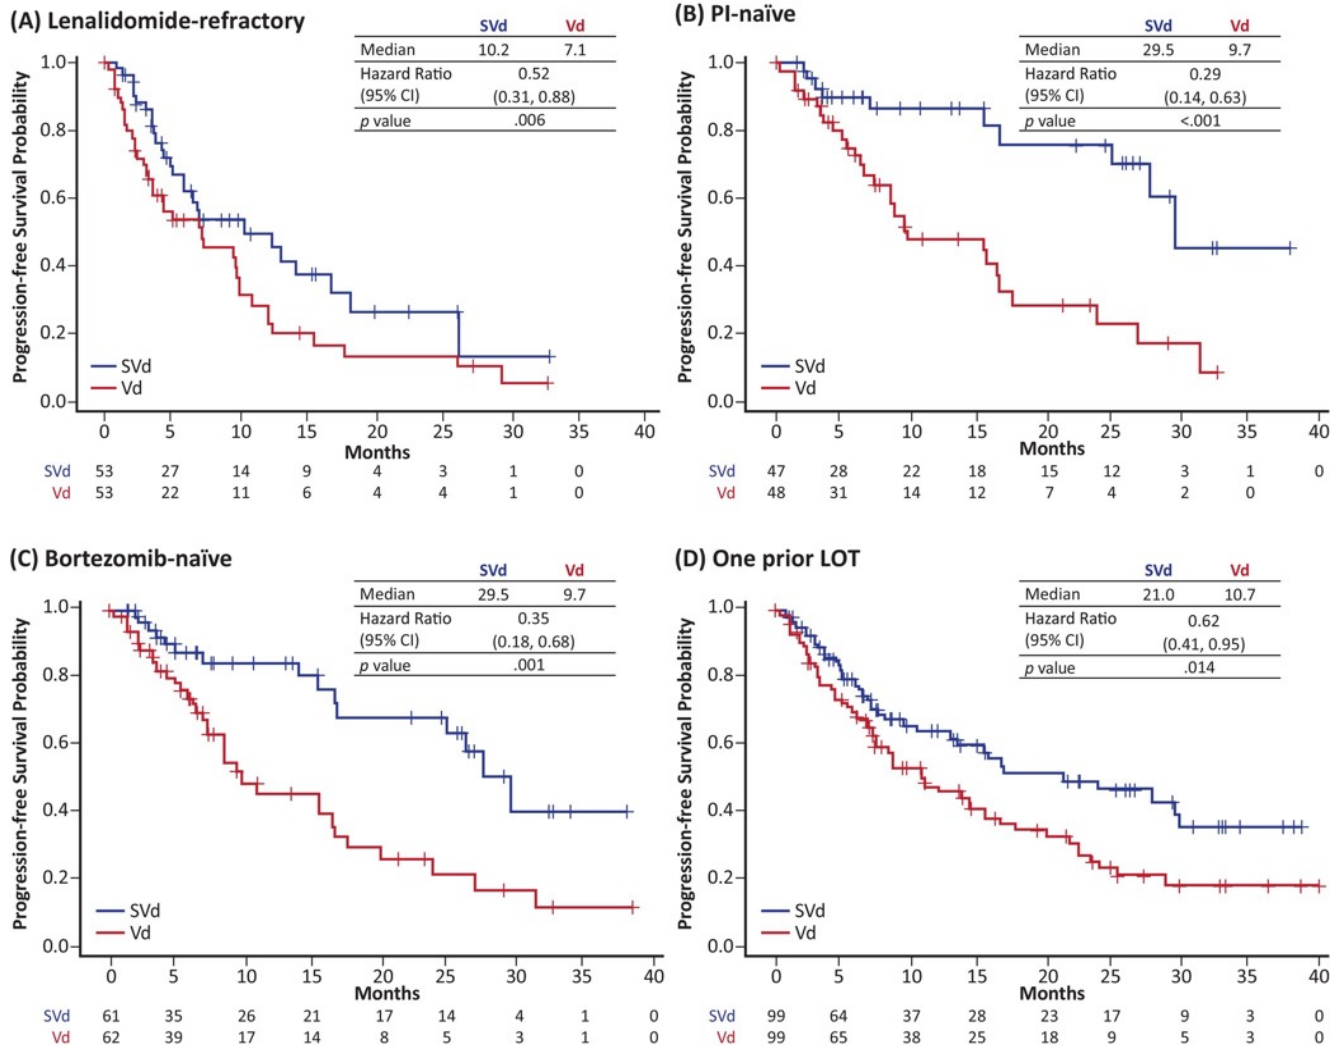 (A) Lenalidomide-refractory
SVd Vd
Median 10.2 7.1
Hazard Ratio 0.52
(95% CI) (0.31, 0.88)
p value .006
Progression-free Survival Probability
1.0
0.8
0.6
0.4
0.2
0.0
SVd
Vd
0 5 10 15 20 25 30 35 40
Months
SVd 53 27 14 9 4 3 1 0
Vd 53 22 11 6 4 4 1 0
(B) PI-naïve
SVd Vd
Median 29.5 9.7
Hazard Ratio 0.29
(95% CI) (0.14, 0.63)
p value <.001
Progression-free Survival Probability
1.0
0.8
0.6
0.4
0.2
0.0
SVd
Vd
0 5 10 15 20 25 30 35 40
Months
SVd 47 28 22 18 15 12 3 1 0
Vd 48 31 14 12 7 4 2 0
(C) Bortezomib-naïve
SVd Vd
Median 29.5 9.7
Hazard Ratio 0.35
(95% CI) (0.18, 0.68)
p value .001
Progression-free Survival Probability
1.0
0.8
0.6
0.4
0.2
0.0
SVd
Vd
0 5 10 15 20 25 30 35 40
Months
SVd 61 35 26 21 17 14 4 1 0
Vd 62 39 17 14 8 5 3 1 0
(D) One prior LOT
SVd Vd
Median 21.0 10.7
Hazard Ratio 0.62
(95% CI) (0.41, 0.95)
p value .014
Progression-free Survival Probability
1.0
0.8
0.6
0.4
0.2
0.0
SVd
Vd
0 5 10 15 20 25 30 35 40
Months
SVd 99 64 37 28 23 17 9 3 0
Vd 99 65 38 25 18 9 5 3 0